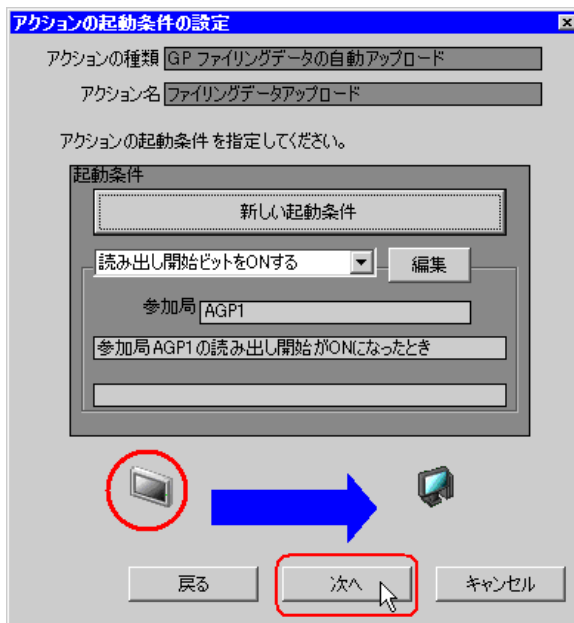 アクションの起動条件の設定
アクションの種類 GP ファイリングデータの自動アップロード
アクション名 ファイリングデータアップロード
アクションの起動条件を指定してください。
起動条件
新しい起動条件
読み出し開始ビットをONする 編集
参加局 AGP1
参加局AGP1の読み出し開始がONになったとき
戻る 次へ キャンセル